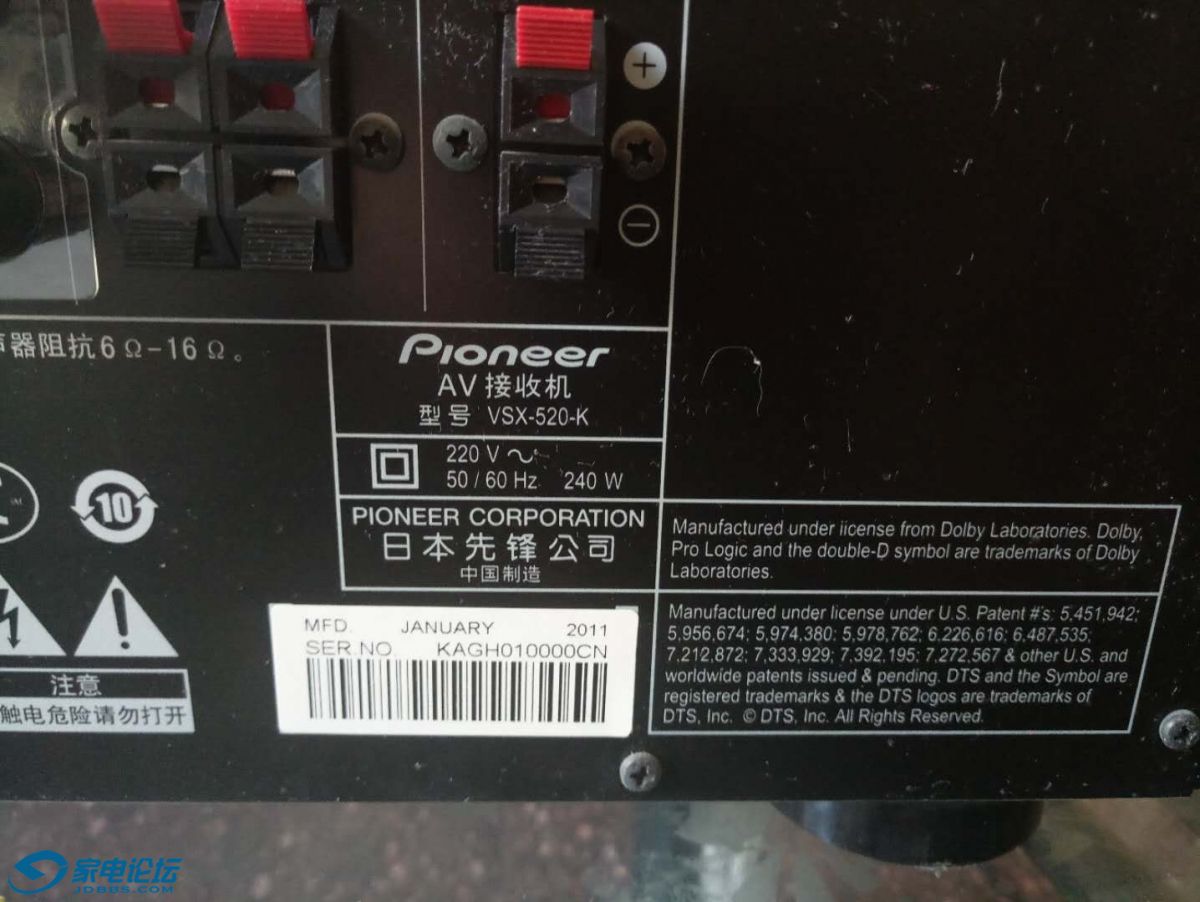 +
−
器阻抗6Ω-16Ω。
Pioneer
AV 接收机
型号 VSX-520-K
220 V ～
50 / 60 Hz 240 W
10
PIONEER CORPORATION
日本先锋公司
中国制造
Manufactured under iicense from Dolby Laboratories. Dolby,
Pro Logic and the double-D symbol are trademarks of Dolby
Laboratories.
Manufactured under license under U.S. Patent #'s: 5,451,942;
5,956,674; 5,974,380; 5,978,762; 6.226,616; 6,487,535;
7,212,872; 7,333,929; 7,392,195; 7,272,567 & other U.S. and
worldwide patents issued & pending. DTS and the Symbol are
registered trademarks & the DTS logos are trademarks of
DTS, Inc. © DTS, Inc. All Rights Reserved.
MFD. JANUARY 2011
SER.NO. KAGH010000CN
注意
触电危险请勿打开
家电论坛
JDBBS.COM